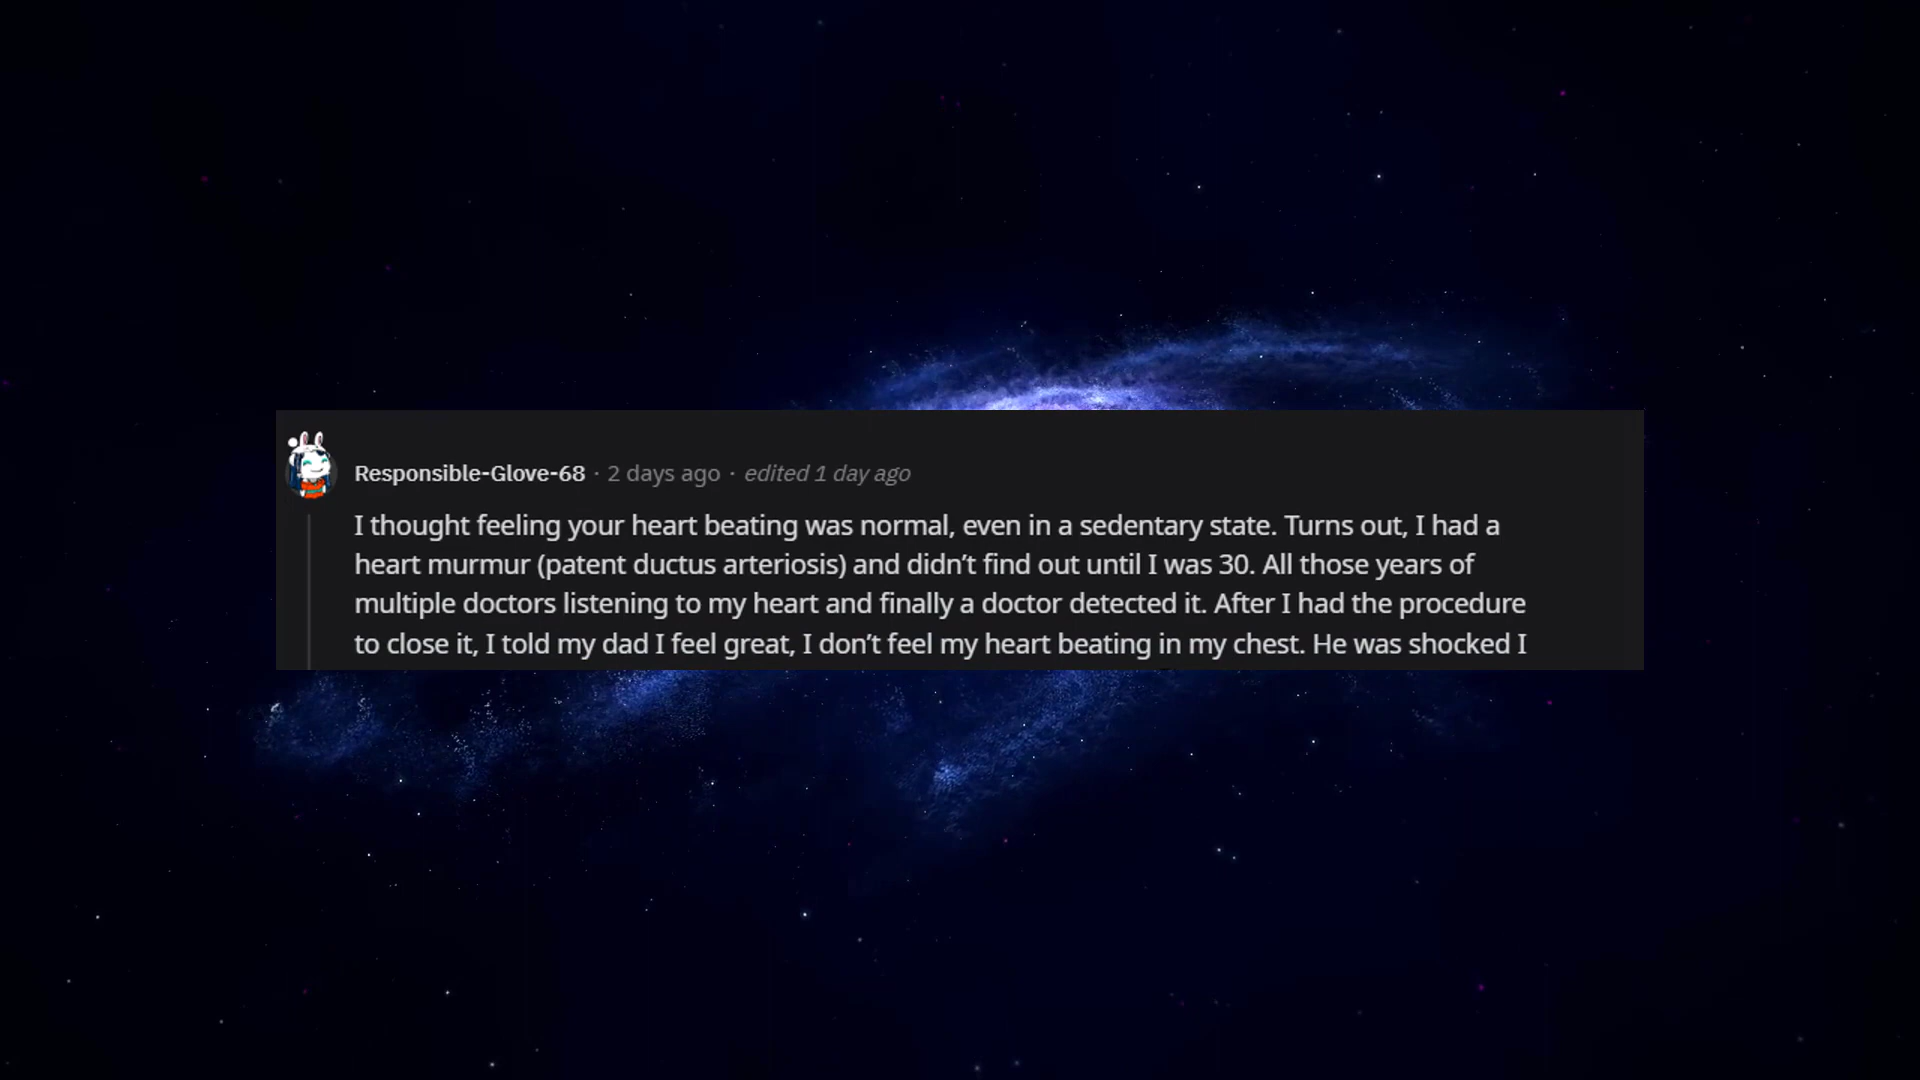 Responsible-Glove-68 · 2 days ago · edited 1 day ago
I thought feeling your heart beating was normal, even in a sedentary state. Turns out, I had a
heart murmur (patent ductus arteriosis) and didn’t find out until I was 30. All those years of
multiple doctors listening to my heart and finally a doctor detected it. After I had the procedure
to close it, I told my dad I feel great, I don’t feel my heart beating in my chest. He was shocked I